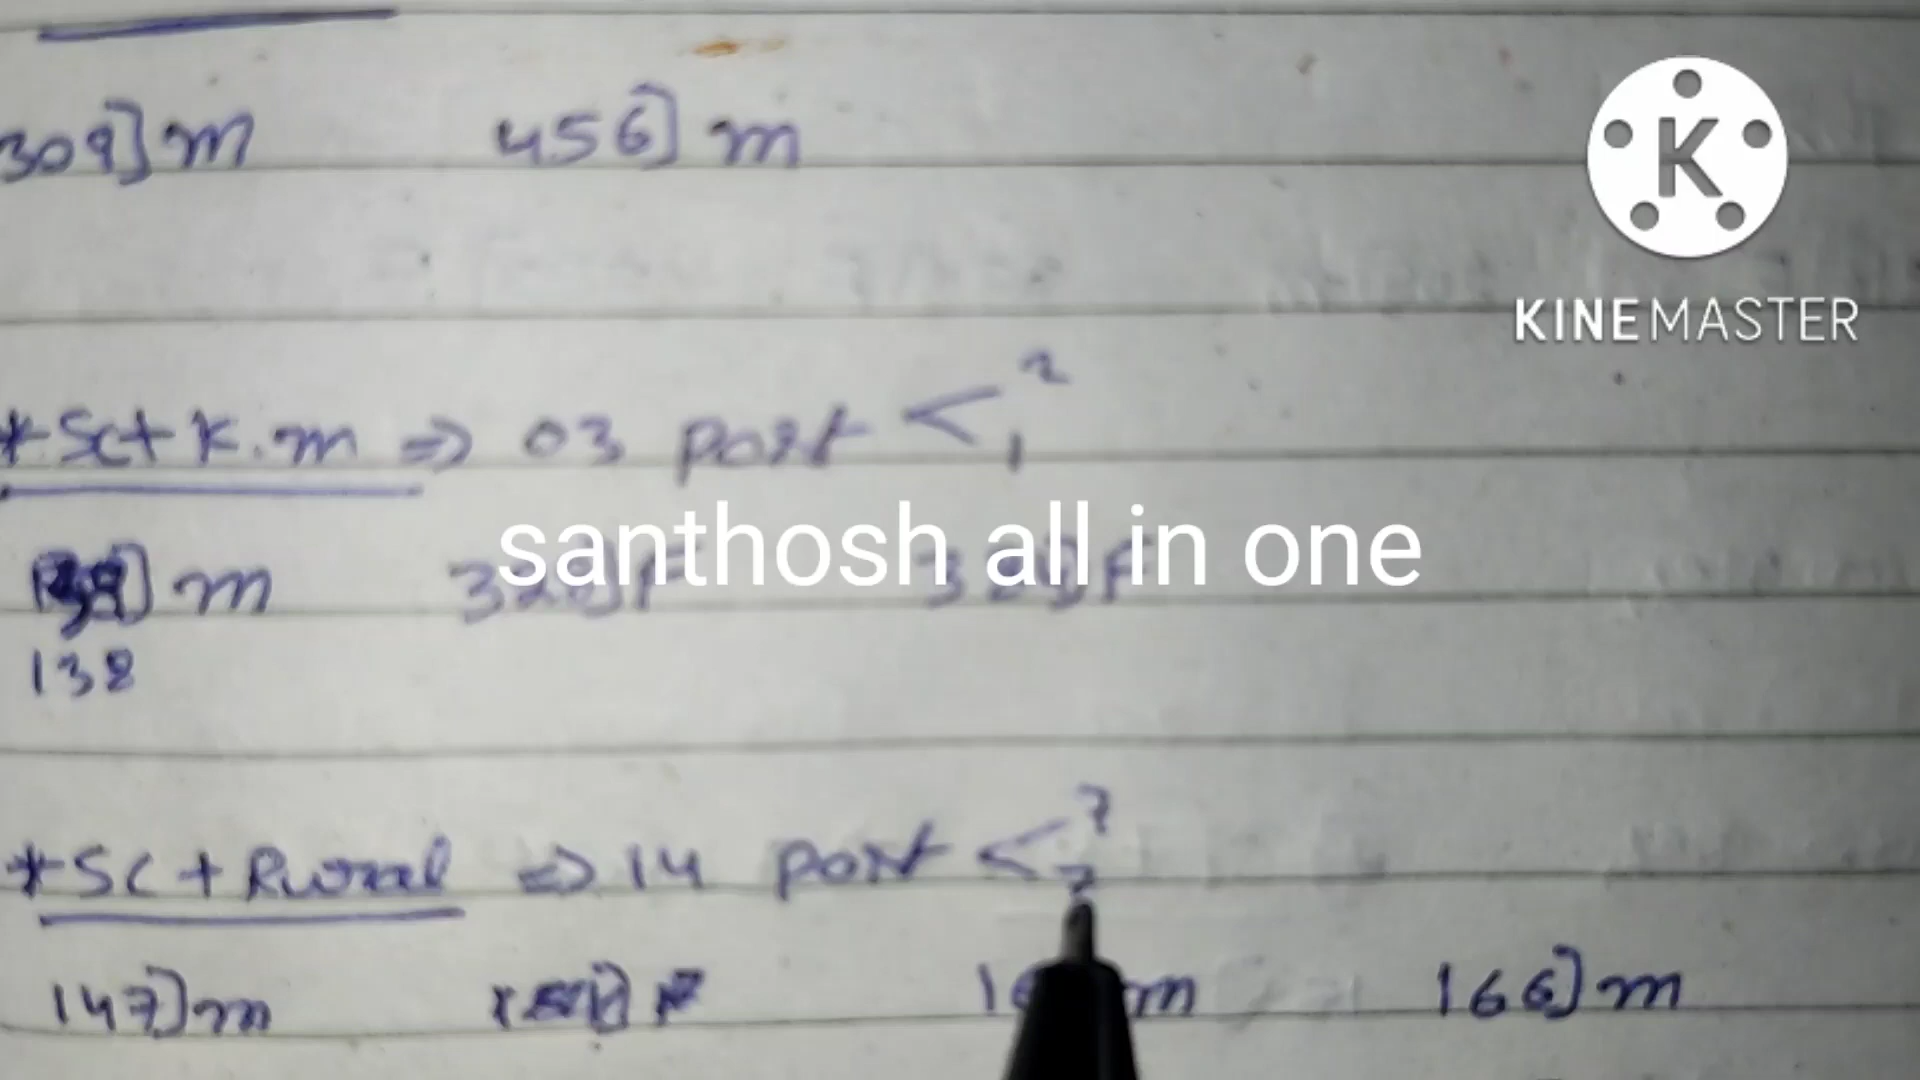 309] m 456] m
KINEMASTER
*SC+ K.m => 03 post < 2
1
santhosh all in one
m 328] F F
138
*SC + Rural => 14 post < 7
7
147] m m 166] m